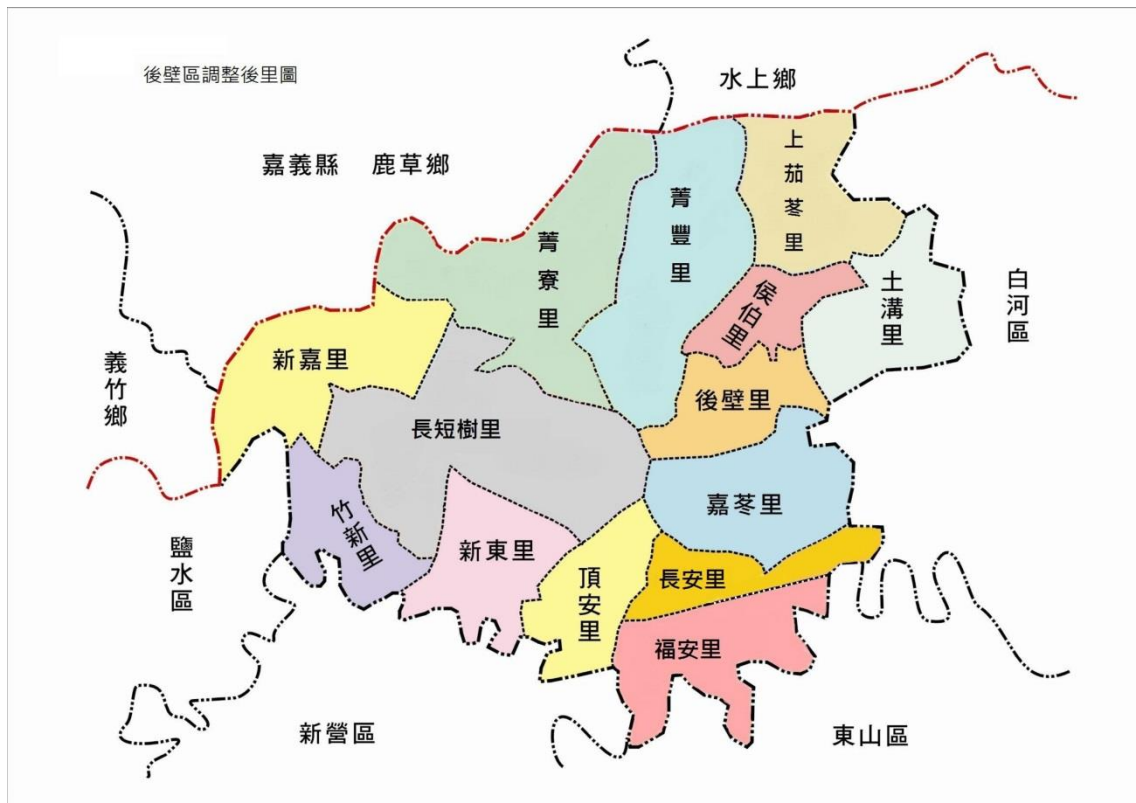 後壁區調整後里圖
水上鄉
嘉義縣 鹿草鄉
上茄苳里
菁豐里
菁寮里
侯伯里
土溝里
白河區
新嘉里
義竹鄉
後壁里
長短樹里
嘉苳里
竹新里
新東里
鹽水區
頂安里
長安里
福安里
新營區
東山區